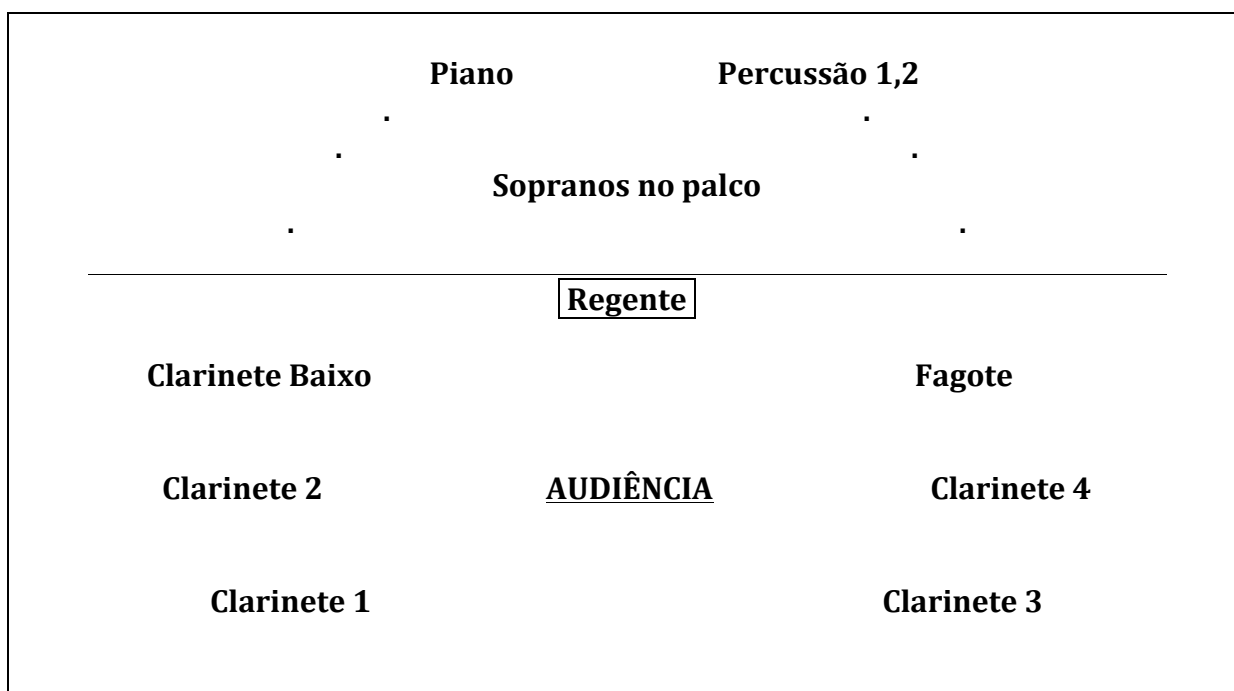 Piano Percussão 1,2
Sopranos no palco
Regente
Clarinete Baixo Fagote
Clarinete 2 AUDIÊNCIA Clarinete 4
Clarinete 1 Clarinete 3